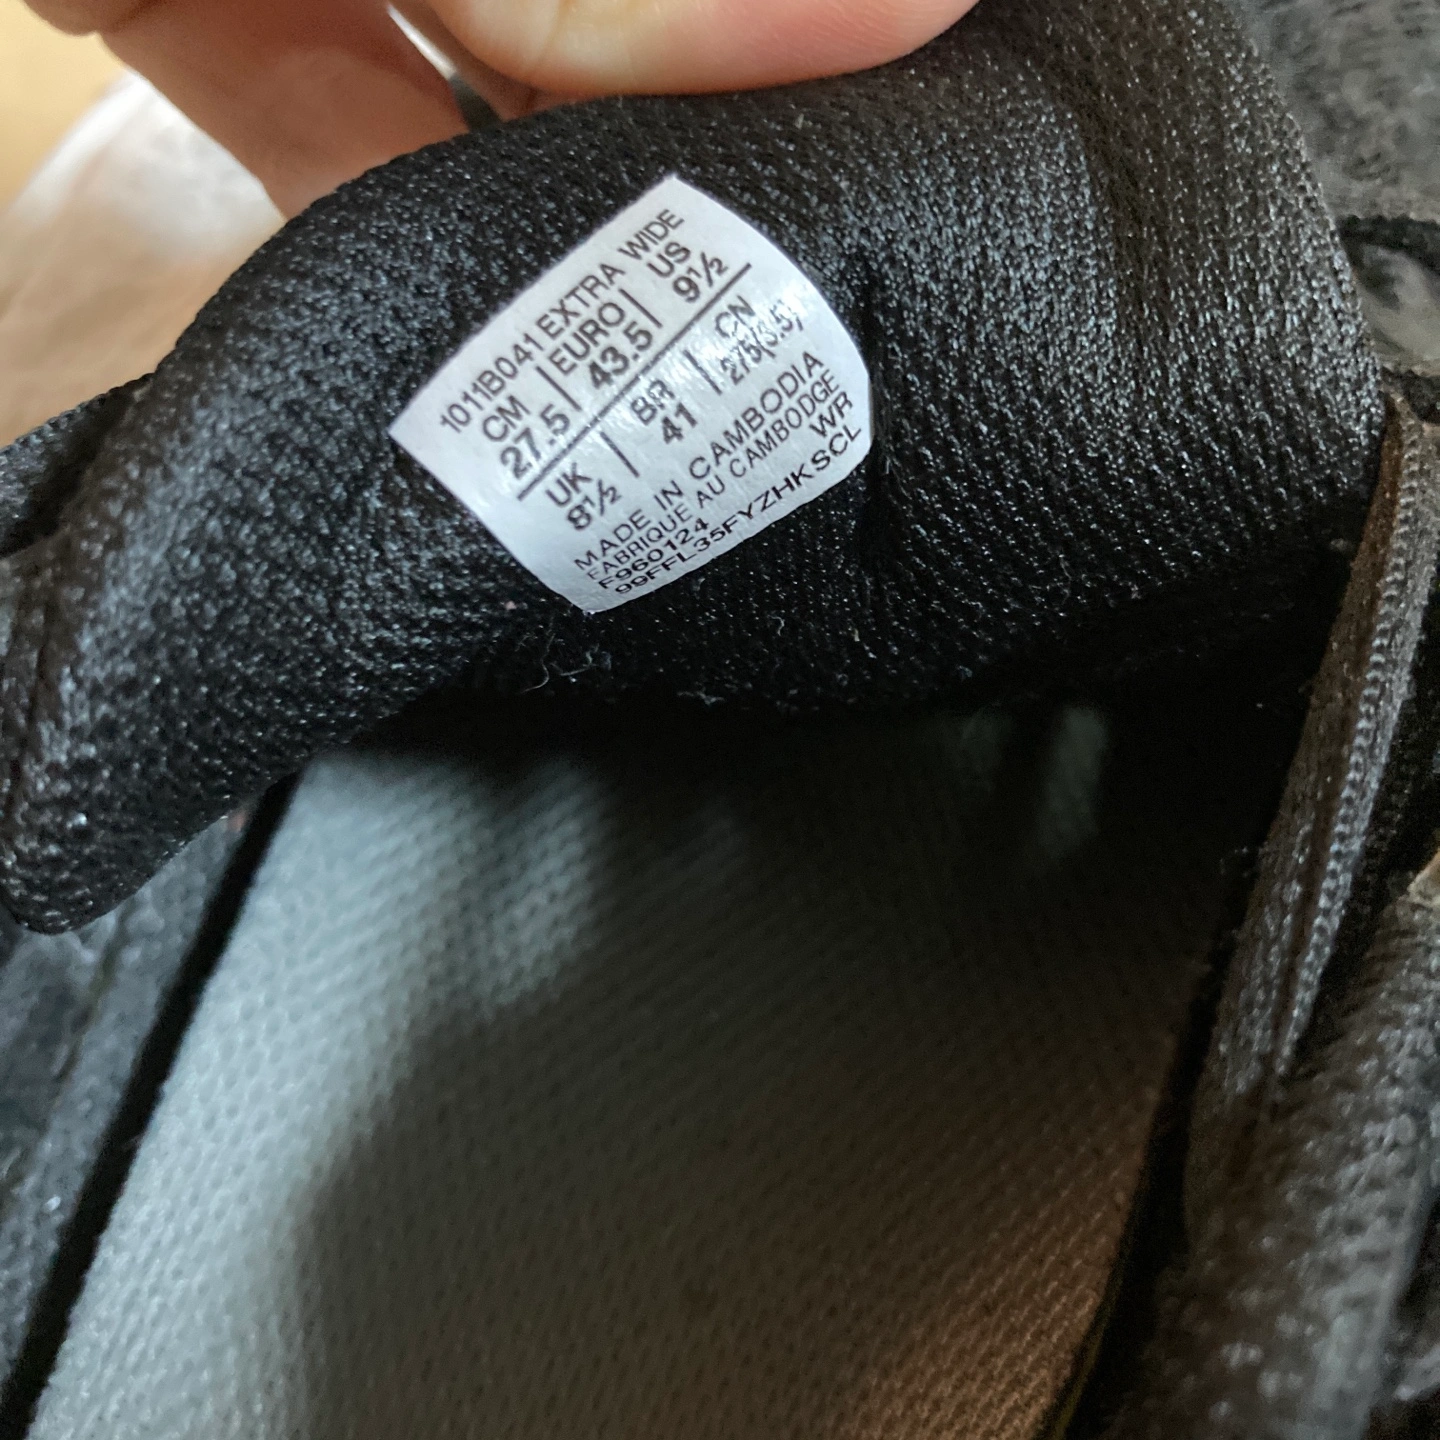 1011B041 EXTRA WIDE
CM EURO US
27.5 43.5 9½
UK BR CN
8½ 41 275(3.5)
MADE IN CAMBODIA
FABRIQUE AU CAMBODGE
F960124 WR
99FFL35FYZHKSCL